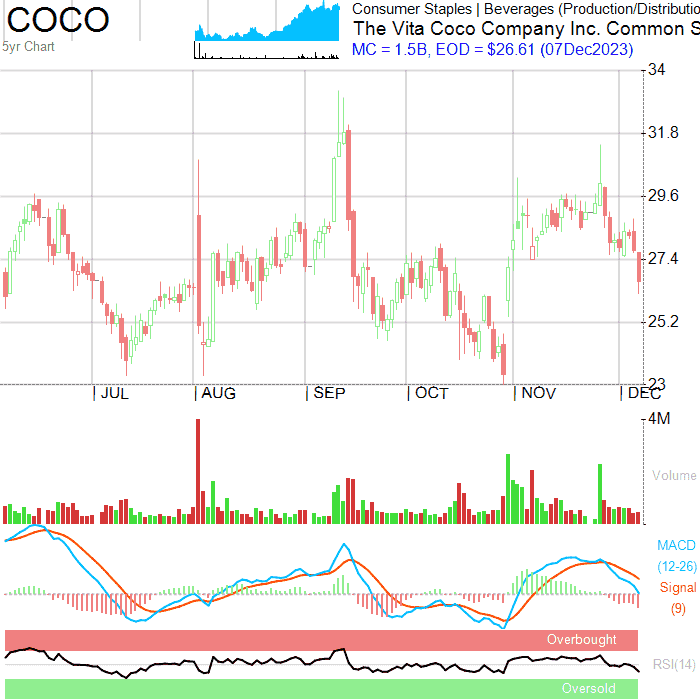 COCO
5yr Chart
Consumer Staples | Beverages (Production/Distributio
The Vita Coco Company Inc. Common S
MC = 1.5B, EOD = $26.61 (07Dec2023)
34
31.8
29.6
27.4
25.2
23
JUL AUG SEP OCT NOV DEC
4M
Volume
MACD
(12-26)
Signal
(9)
Overbought
RSI(14)
Oversold